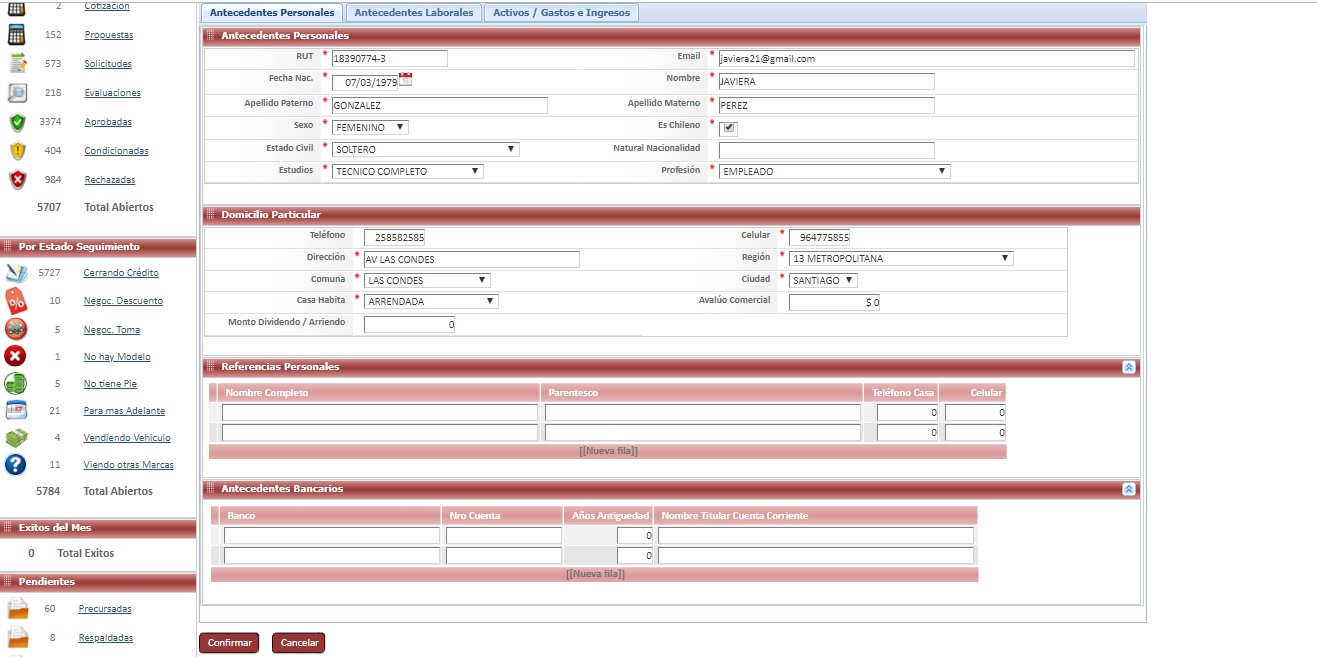 2 Cotización
152 Propuestas
573 Solicitudes
218 Evaluaciones
3374 Aprobadas
404 Condicionadas
984 Rechazadas
5707 Total Abiertos
Por Estado Seguimiento
5727 Cerrando Crédito
10 Negoc. Descuento
5 Negoc. Toma
1 No hay Modelo
5 No tiene Pie
21 Para mas Adelante
4 Vendiendo Vehiculo
11 Viendo otras Marcas
5784 Total Abiertos
Exitos del Mes
0 Total Exitos
Pendientes
60 Precursadas
8 Respaldadas
Antecedentes Personales Antecedentes Laborales Activos / Gastos e Ingresos
Antecedentes Personales
RUT * 18390774-3 Email * javiera21@gmail.com
Fecha Nac. * 07/03/1979 Nombre * JAVIERA
Apellido Paterno * GONZALEZ Apellido Materno * PEREZ
Sexo * FEMENINO Es Chileno *
Estado Civil * SOLTERO Natural Nacionalidad
Estudios * TECNICO COMPLETO Profesión * EMPLEADO
Domicilio Particular
Teléfono 258582585 Celular * 964775855
Dirección * AV LAS CONDES Región * 13 METROPOLITANA
Comuna * LAS CONDES Ciudad * SANTIAGO
Casa Habita * ARRENDADA Avalúo Comercial $ 0
Monto Dividendo / Arriendo 0
Referencias Personales
Nombre Completo Parentesco Teléfono Casa Celular
0 0
0 0
[[Nueva fila]]
Antecedentes Bancarios
Banco Nro Cuenta Años Antiguedad Nombre Titular Cuenta Corriente
0
0
[[Nueva fila]]
Confirmar Cancelar